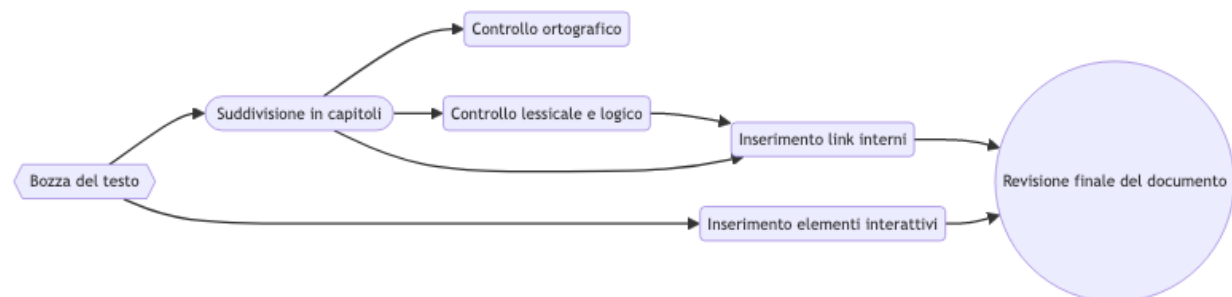 Controllo ortografico
Suddivisione in capitoli
Controllo lessicale e logico
Inserimento link interni
Bozza del testo
Revisione finale del documento
Inserimento elementi interattivi